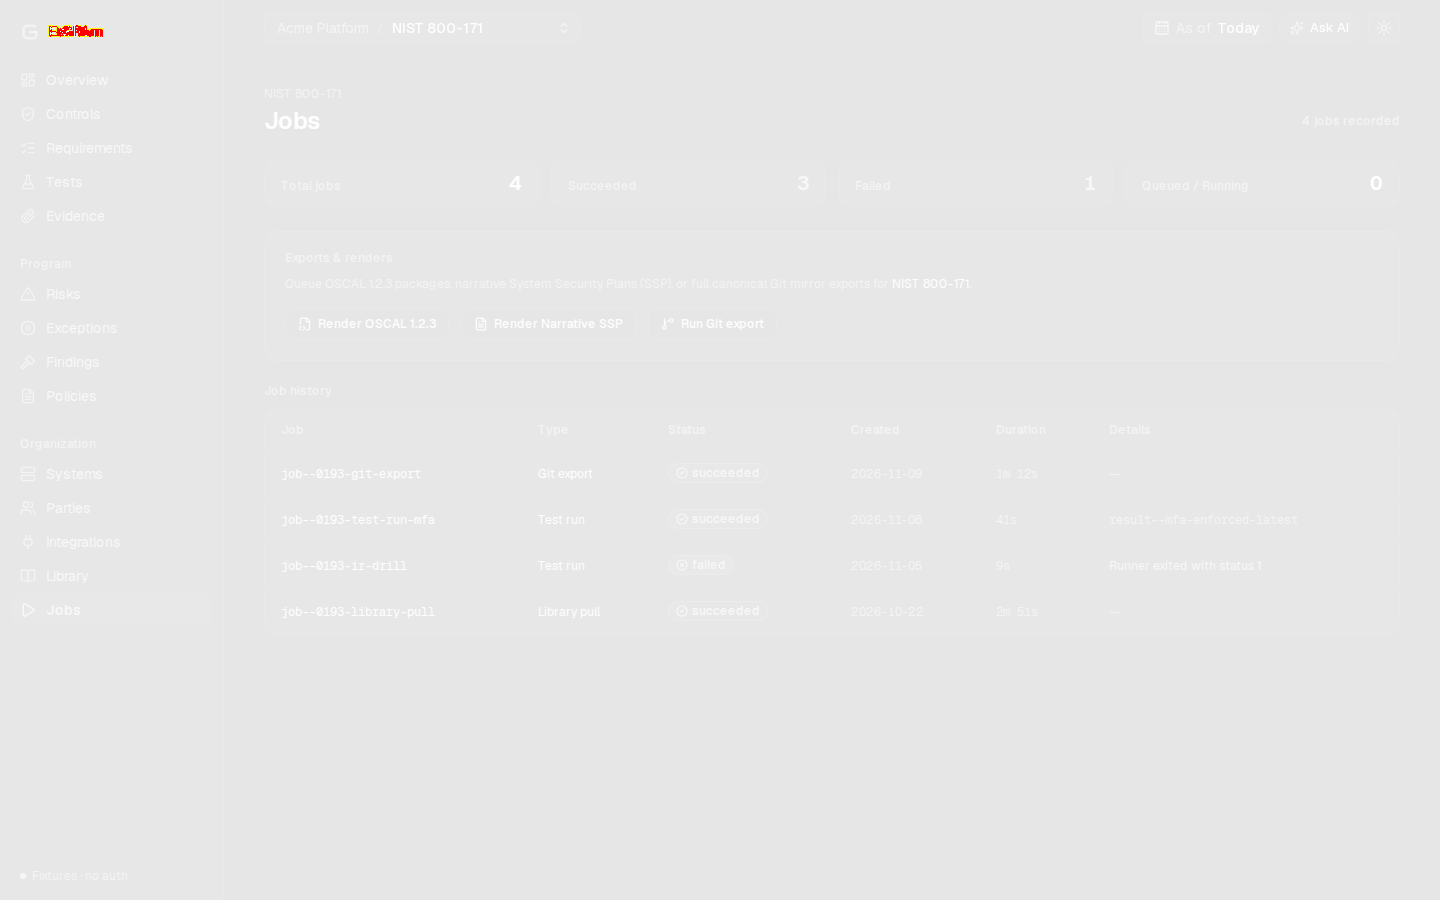 G
Acme Platform / NIST 800-171
As of Today
Ask AI
Overview
Controls
Requirements
Tests
Evidence
Program
Risks
Exceptions
Findings
Policies
Organization
Systems
Parties
Integrations
Library
Jobs
Fixtures · no auth
NIST 800-171
Jobs
4 jobs recorded
Total jobs 4
Succeeded 3
Failed 1
Queued / Running 0
Exports & renders
Queue OSCAL 1.2.3 packages, narrative System Security Plans (SSP), or full canonical Git mirror exports for NIST 800-171.
Render OSCAL 1.2.3
Render Narrative SSP
Run Git export
Job history
Job Type Status Created Duration Details
job--0193-git-export Git export succeeded 2026-11-09 1m 12s —
job--0193-test-run-mfa Test run succeeded 2026-11-06 41s result--mfa-enforced-latest
job--0193-ir-drill Test run failed 2026-11-05 9s Runner exited with status 1
job--0193-library-pull Library pull succeeded 2026-10-22 2m 51s —